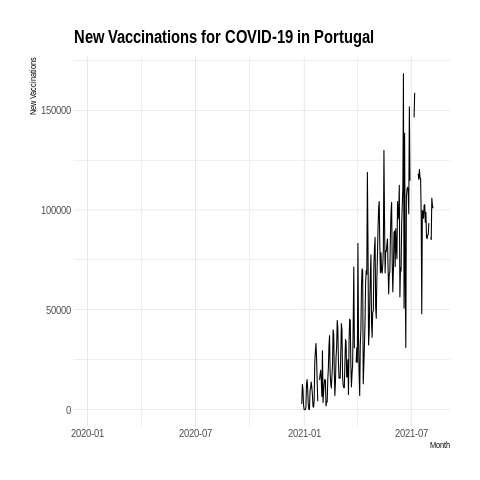 New Vaccinations for COVID-19 in Portugal
New Vaccinations
150000
100000
50000
0
2020-01 2020-07 2021-01 2021-07
Month